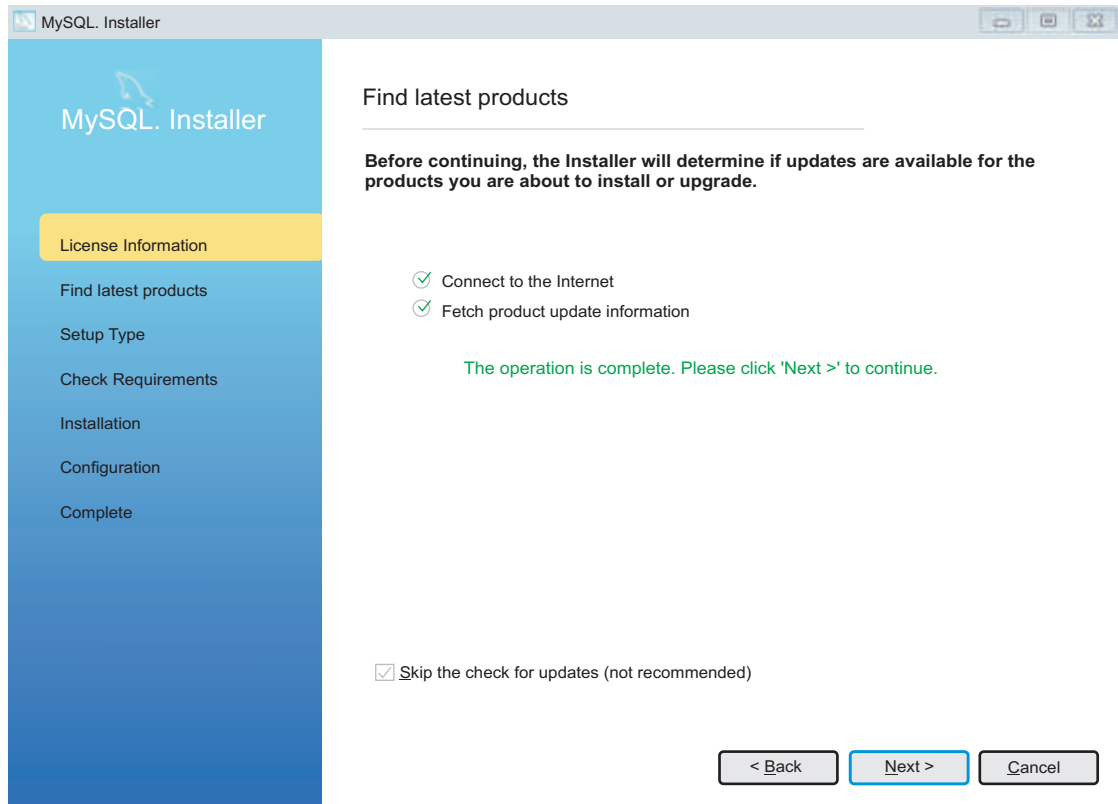 MySQL. Installer
MySQL. Installer
License Information
Find latest products
Setup Type
Check Requirements
Installation
Configuration
Complete
Find latest products
Before continuing, the Installer will determine if updates are available for the
products you are about to install or upgrade.
Connect to the Internet
Fetch product update information
The operation is complete. Please click 'Next >' to continue.
Skip the check for updates (not recommended)
< Back Next > Cancel